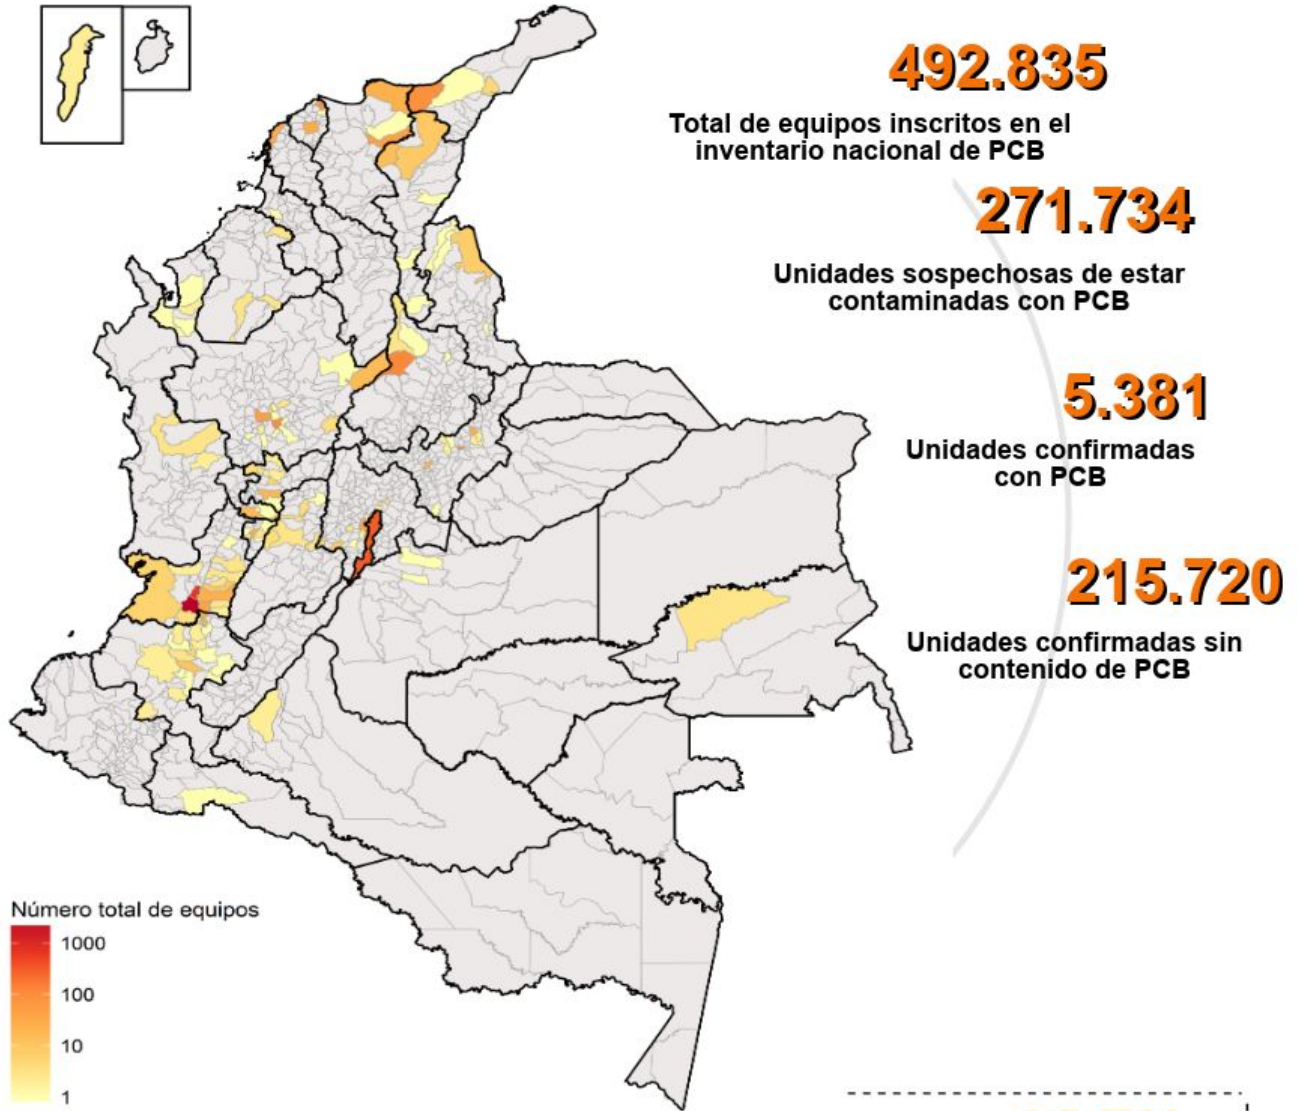 492.835
Total de equipos inscritos en el
inventario nacional de PCB
271.734
Unidades sospechosas de estar
contaminadas con PCB
5.381
Unidades confirmadas
con PCB
215.720
Unidades confirmadas sin
contenido de PCB
Número total de equipos
1000
100
10
1